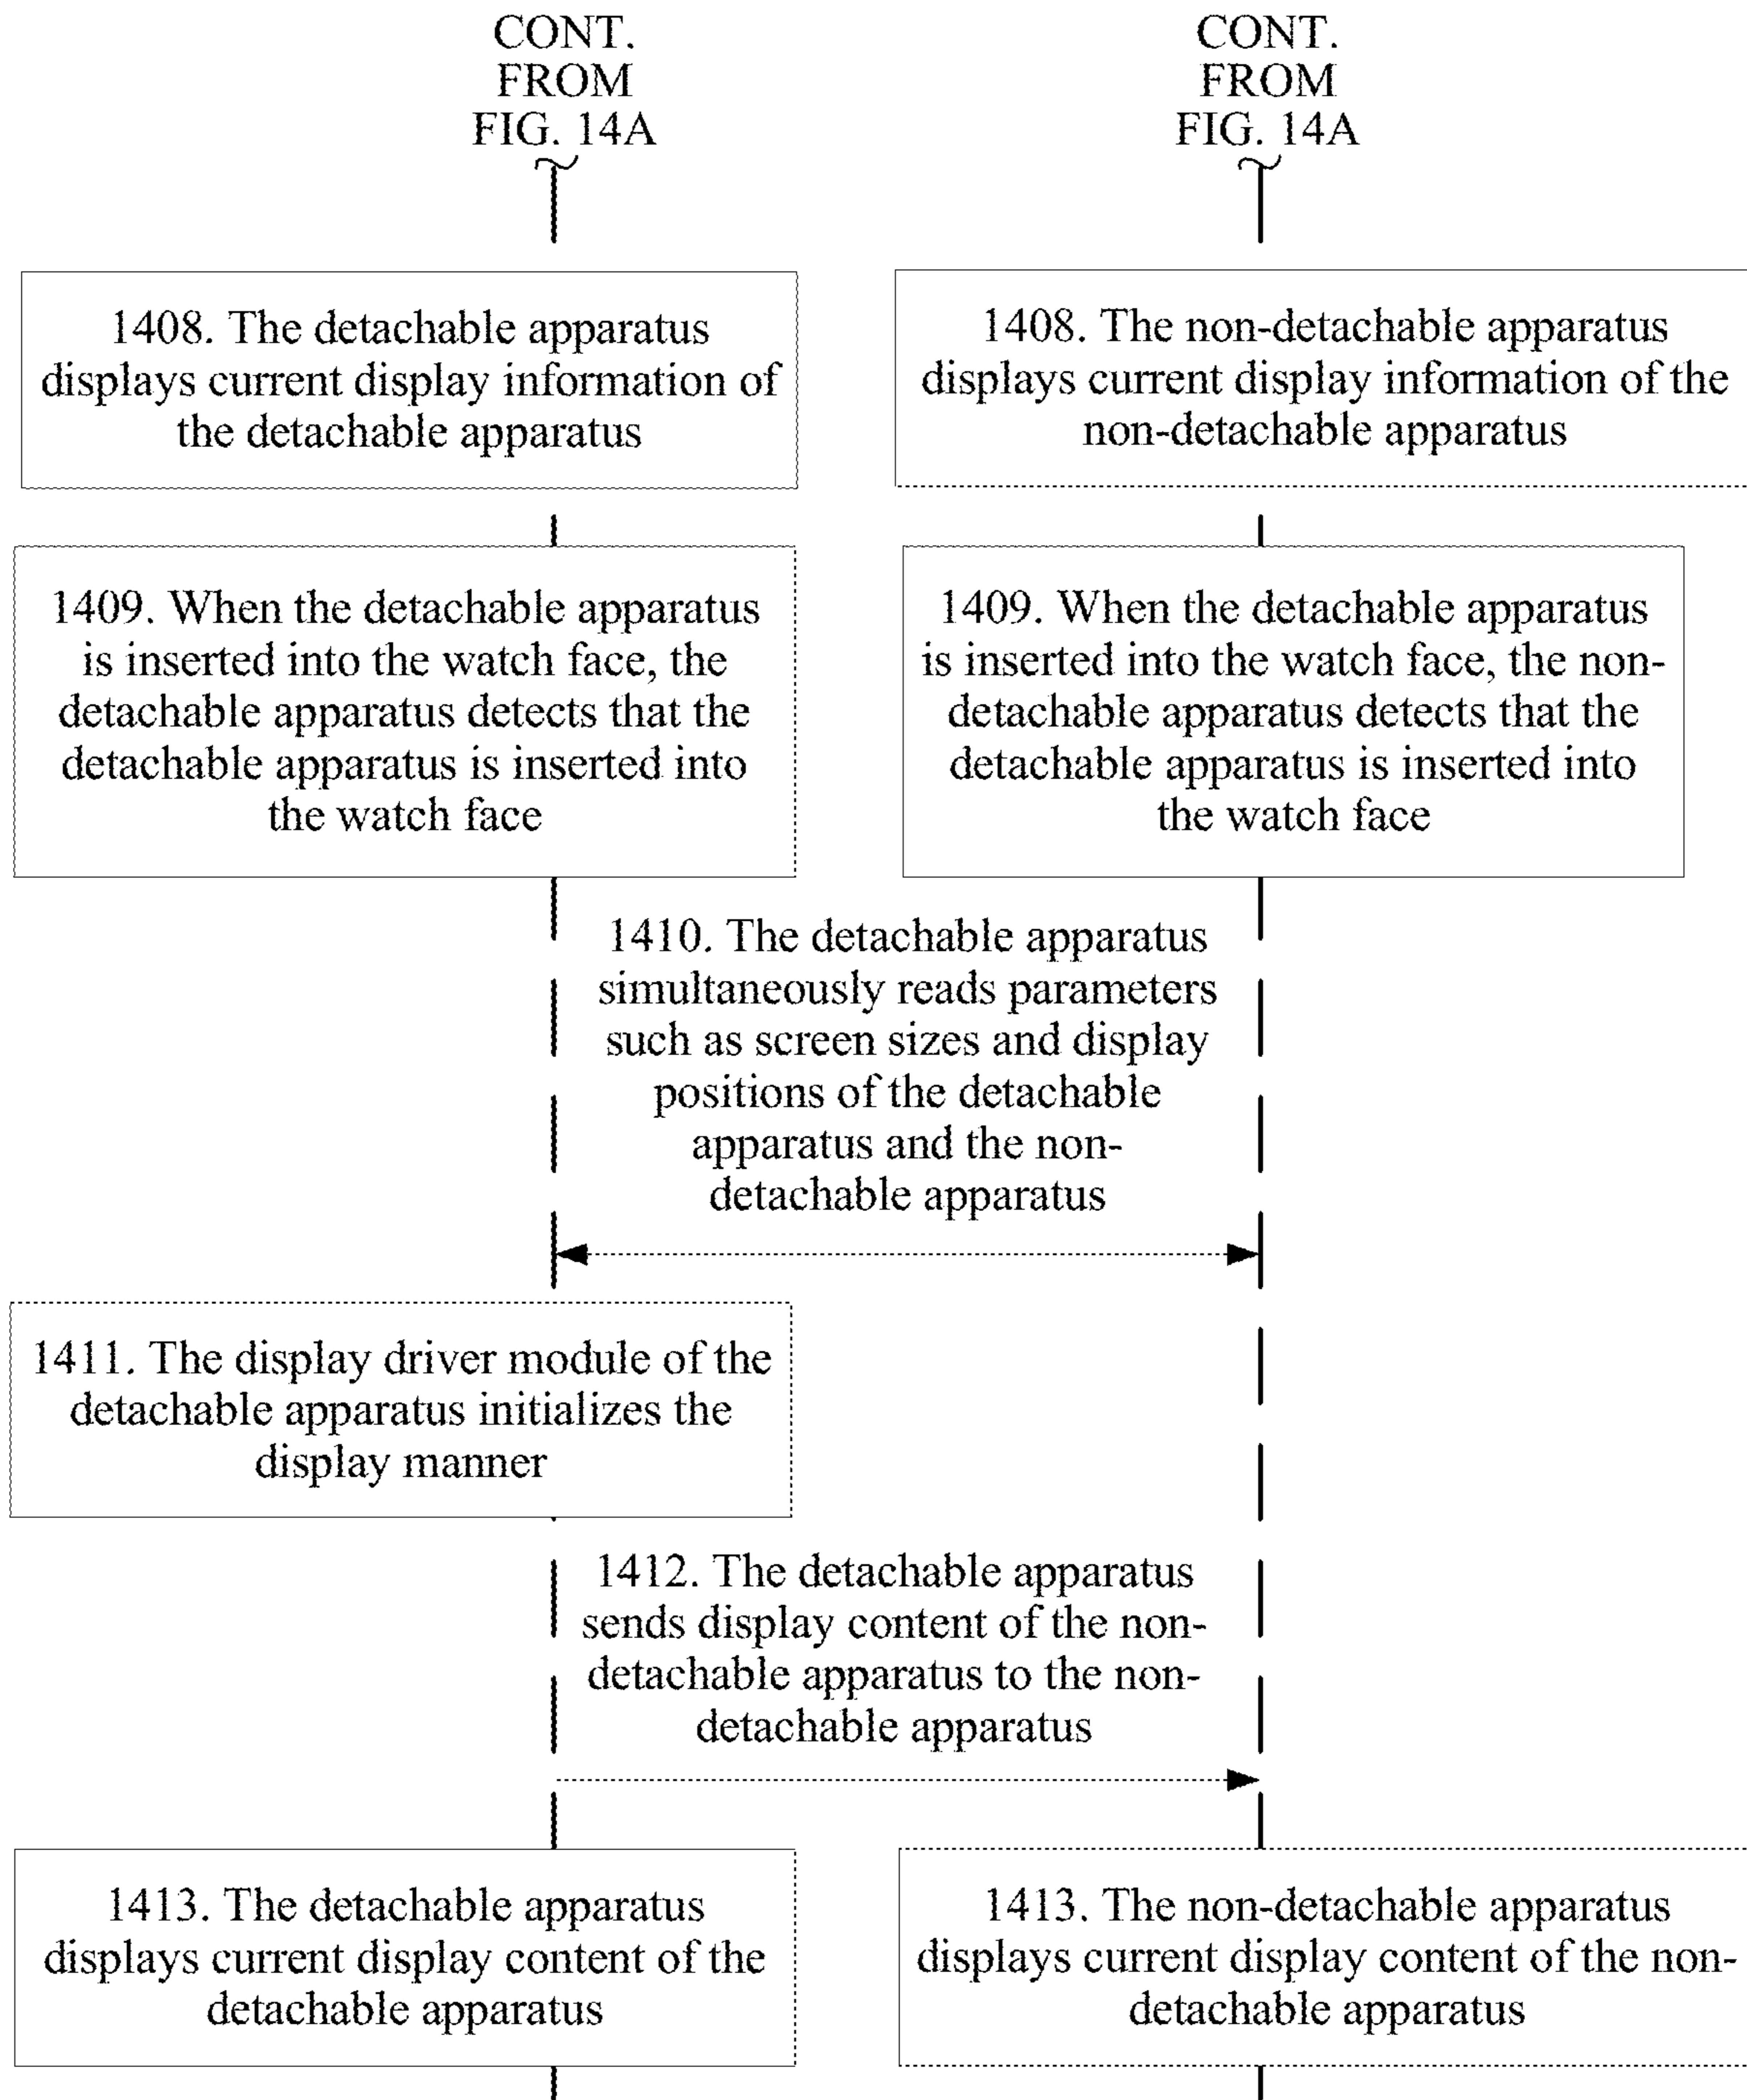 CONT.
FROM
FIG. 14A
CONT.
FROM
FIG. 14A
1408. The detachable apparatus
displays current display information of
the detachable apparatus
1408. The non-detachable apparatus
displays current display information of the
non-detachable apparatus
1409. When the detachable apparatus
is inserted into the watch face, the
detachable apparatus detects that the
detachable apparatus is inserted into
the watch face
1409. When the detachable apparatus
is inserted into the watch face, the non-
detachable apparatus detects that the
detachable apparatus is inserted into
the watch face
1410. The detachable apparatus
simultaneously reads parameters
such as screen sizes and display
positions of the detachable
apparatus and the non-
detachable apparatus
1411. The display driver module of the
detachable apparatus initializes the
display manner
1412. The detachable apparatus
sends display content of the non-
detachable apparatus to the non-
detachable apparatus
1413. The detachable apparatus
displays current display content of the
detachable apparatus
1413. The non-detachable apparatus
displays current display content of the non-
detachable apparatus